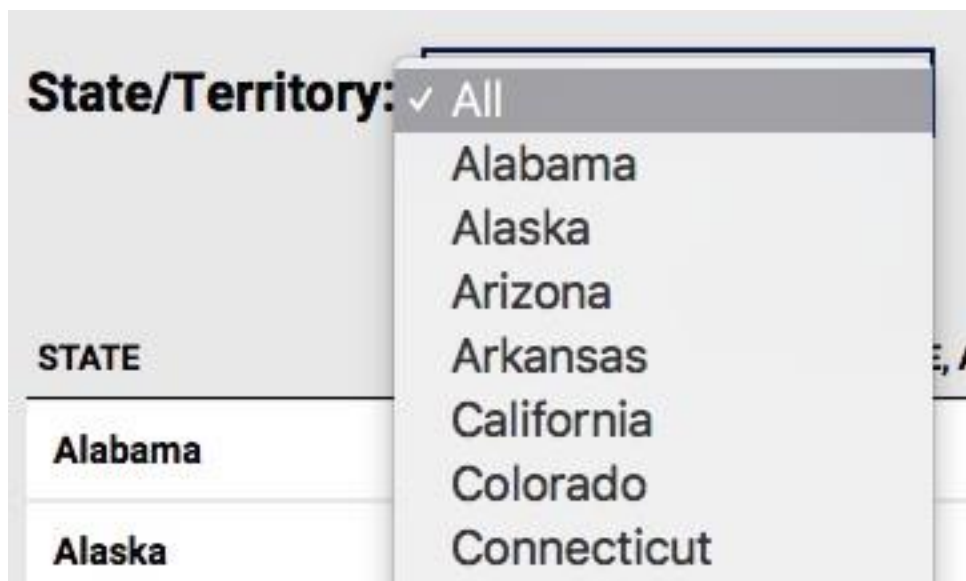 State/Territory:
✓ All
Alabama
Alaska
Arizona
Arkansas
California
Colorado
Connecticut
STATE
Alabama
Alaska